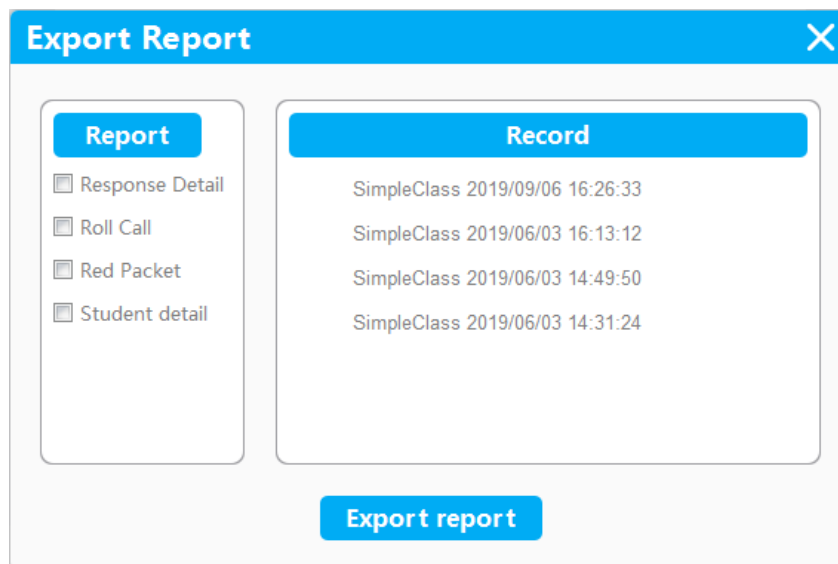 Export Report
Report
Response Detail
Roll Call
Red Packet
Student detail
Record
SimpleClass 2019/09/06 16:26:33
SimpleClass 2019/06/03 16:13:12
SimpleClass 2019/06/03 14:49:50
SimpleClass 2019/06/03 14:31:24
Export report